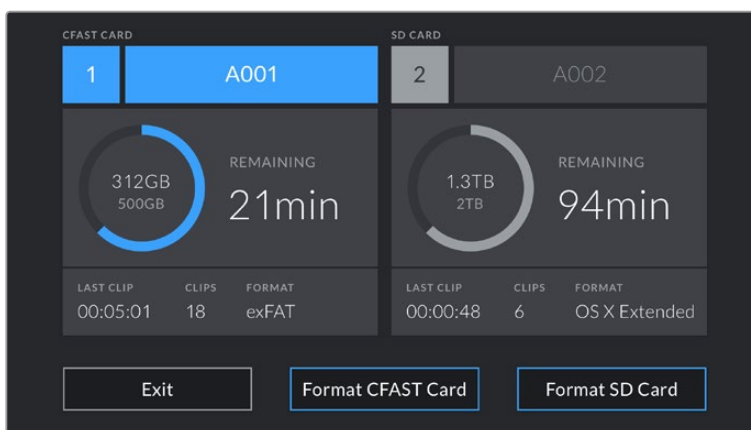 CFAST CARD
1 A001
312GB
500GB
REMAINING
21min
LAST CLIP CLIPS FORMAT
00:05:01 18 exFAT
SD CARD
2 A002
1.3TB
2TB
REMAINING
94min
LAST CLIP CLIPS FORMAT
00:00:48 6 OS X Extended
Exit Format CFAST Card Format SD Card